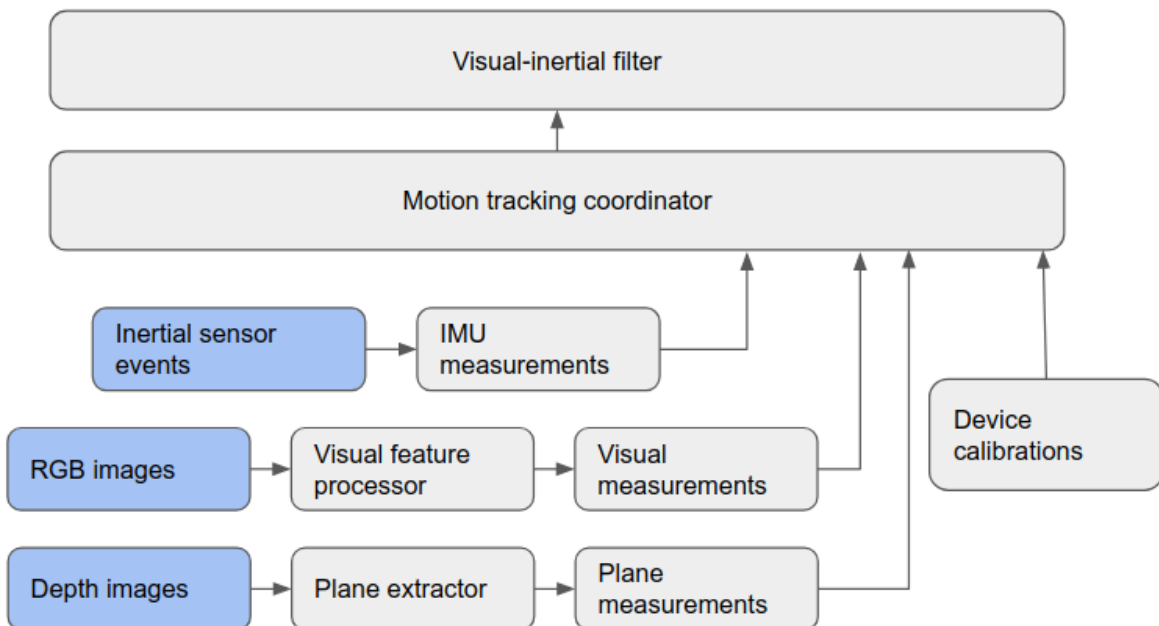 Visual-inertial filter
Motion tracking coordinator
Inertial sensor
events
IMU
measurements
Device
calibrations
RGB images
Visual feature
processor
Visual
measurements
Depth images
Plane extractor
Plane
measurements